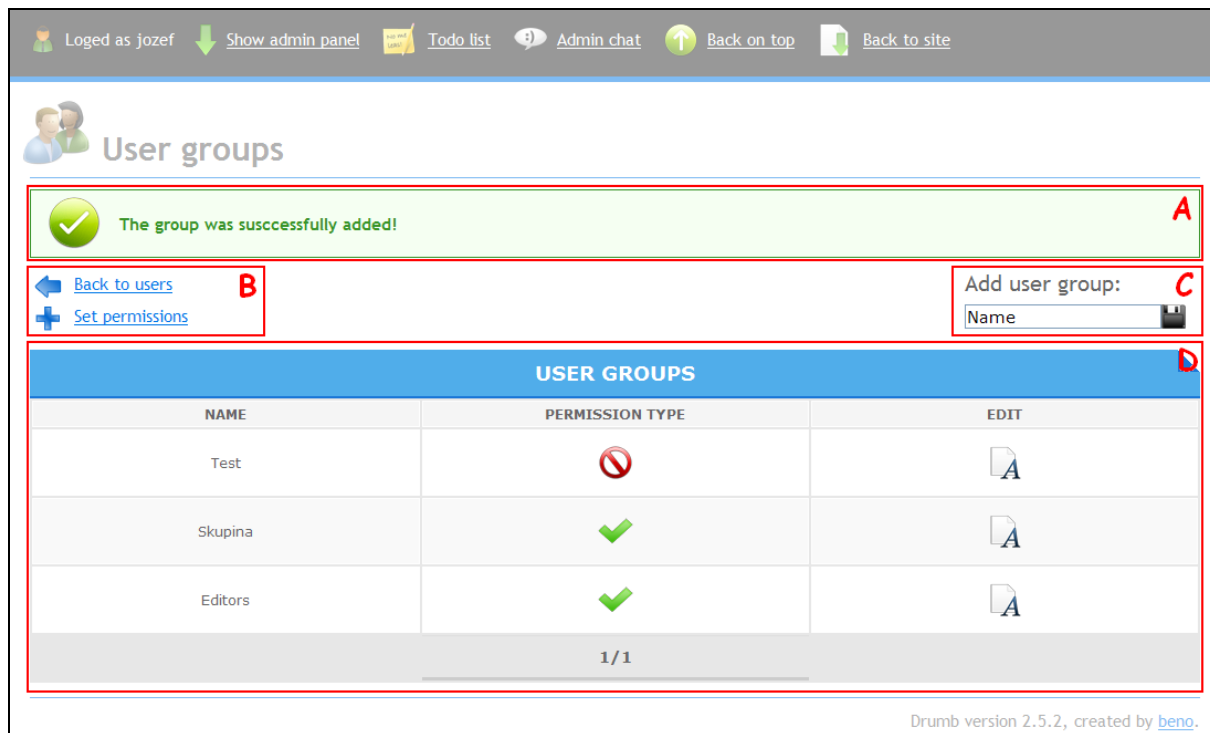 Loged as jozef Show admin panel Todo list Admin chat Back on top Back to site
User groups
The group was susccessfully added!
A
Back to users
B
Set permissions
Add user group:
C
Name
USER GROUPS
D
NAME PERMISSION TYPE EDIT
Test
A
Skupina
A
Editors
A
1/1
Drumb version 2.5.2, created by beno.